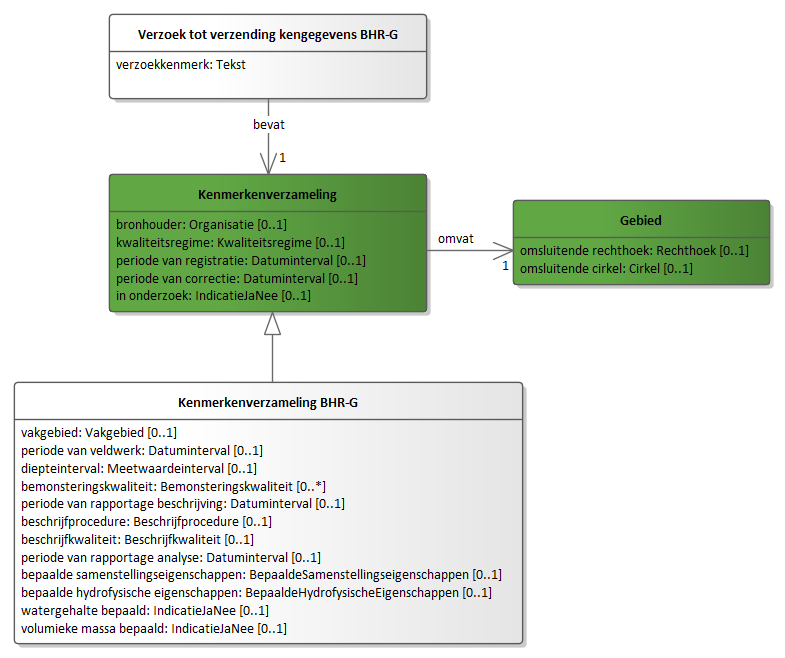 Verzoek tot verzending kengegevens BHR-G
verzoekkenmerk: Tekst
bevat
1
Kenmerkenverzameling
bronhouder: Organisatie [0..1]
kwaliteitsregime: Kwaliteitsregime [0..1]
periode van registratie: Datuminterval [0..1]
periode van correctie: Datuminterval [0..1]
in onderzoek: IndicatieJaNee [0..1]
omvat
1
Gebied
omsluitende rechthoek: Rechthoek [0..1]
omsluitende cirkel: Cirkel [0..1]
Kenmerkenverzameling BHR-G
vakgebied: Vakgebied [0..1]
periode van veldwerk: Datuminterval [0..1]
diepteinterval: Meetwaardeinterval [0..1]
bemonsteringskwaliteit: Bemonsteringskwaliteit [0..*]
periode van rapportage beschrijving: Datuminterval [0..1]
beschrijfprocedure: Beschrijfprocedure [0..1]
beschrijfkwaliteit: Beschrijfkwaliteit [0..1]
periode van rapportage analyse: Datuminterval [0..1]
bepaalde samenstellingseigenschappen: BepaaldeSamenstellingseigenschappen [0..1]
bepaalde hydrofysische eigenschappen: BepaaldeHydrofysischeEigenschappen [0..1]
watergehalte bepaald: IndicatieJaNee [0..1]
volumieke massa bepaald: IndicatieJaNee [0..1]